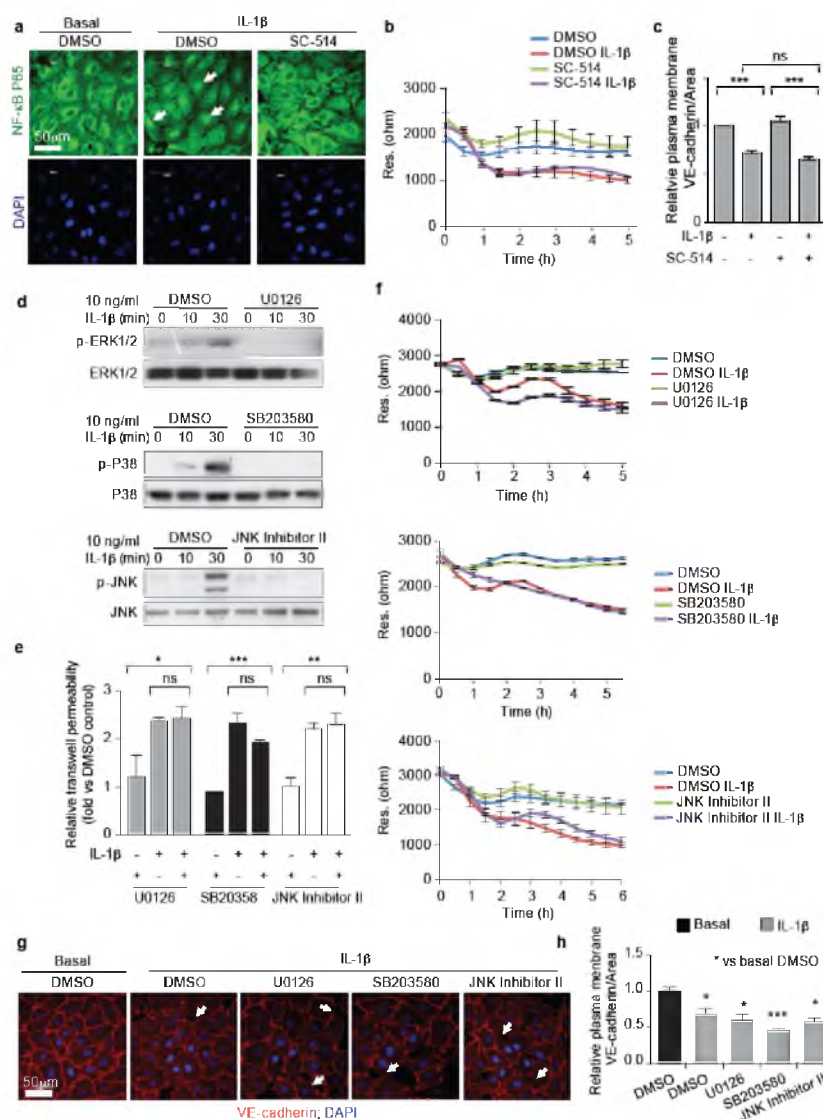 a
Basal
DMSO
IL-1β
DMSO
SC-514
NF-κB P65
50μm
DAPI
b
DMSO
DMSO IL-1β
SC-514
SC-514 IL-1β
Res. (ohm)
3000
2000
1000
0
0 1 2 3 4 5
Time (h)
c
ns
*** ***
Relatvie plasma membrane
VE-cadherin/Area
IL-1β - + - +
SC-514 - - + +
d
10 ng/ml DMSO U0126
IL-1β (min) 0 10 30 0 10 30
p-ERK1/2
ERK1/2
10 ng/ml DMSO SB203580
IL-1β (min) 0 10 30 0 10 30
p-P38
P38
10 ng/ml DMSO JNK Inhibitor II
IL-1β (min) 0 10 30 0 10 30
p-JNK
JNK
e
* *** **
ns ns ns
Relative transwell permeability
(fold vs DMSO control)
3
2
1
0
IL-1β - + + - + + - + +
+ - + + - + + - +
U0126 SB20358 JNK Inhibitor II
f
4000
3000
2000
1000
0
Res. (ohm)
0 1 2 3 4 5
Time (h)
DMSO
DMSO IL-1β
U0126
U0126 IL-1β
3000
2000
1000
0
Res. (ohm)
0 1 2 3 4 5
Time (h)
DMSO
DMSO IL-1β
SB203580
SB203580 IL-1β
4000
3000
2000
1000
0
Res. (ohm)
0 1 2 3 4 5 6
Time (h)
DMSO
DMSO IL-1β
JNK Inhibitor II
JNK Inhibitor II IL-1β
g
Basal
DMSO
IL-1β
DMSO U0126 SB203580 JNK Inhibitor II
50μm
VE-cadherin; DAPI
h
Basal IL-1β
* vs basal DMSO
Relative plasma membrane
VE-cadherin/Area
1.5
1.0
0.5
0.0
* * *** *
DMSO DMSO U0126 SB203580 JNK Inhibitor II